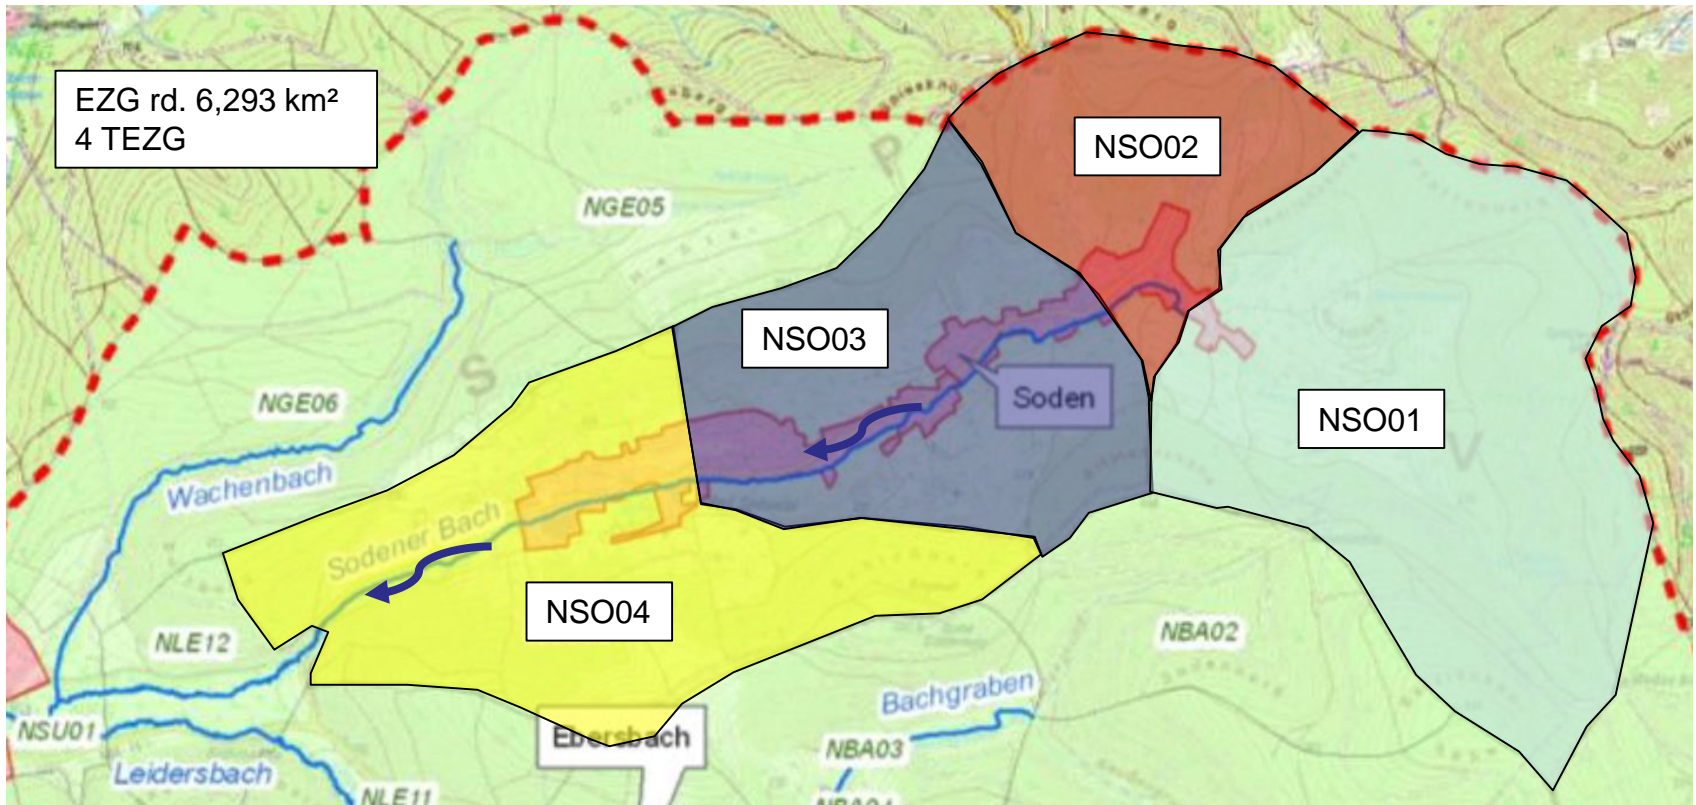 EZG rd. 6,293 km²
4 TEZG
NSO02
NGE05
NSO03
NGE06
Soden
NSO01
Wachenbach
Sodener Bach
NSO04
NLE12
NBA02
Bachgraben
NSU01
Ebersbach
NBA03
Leidersbach
NLE11